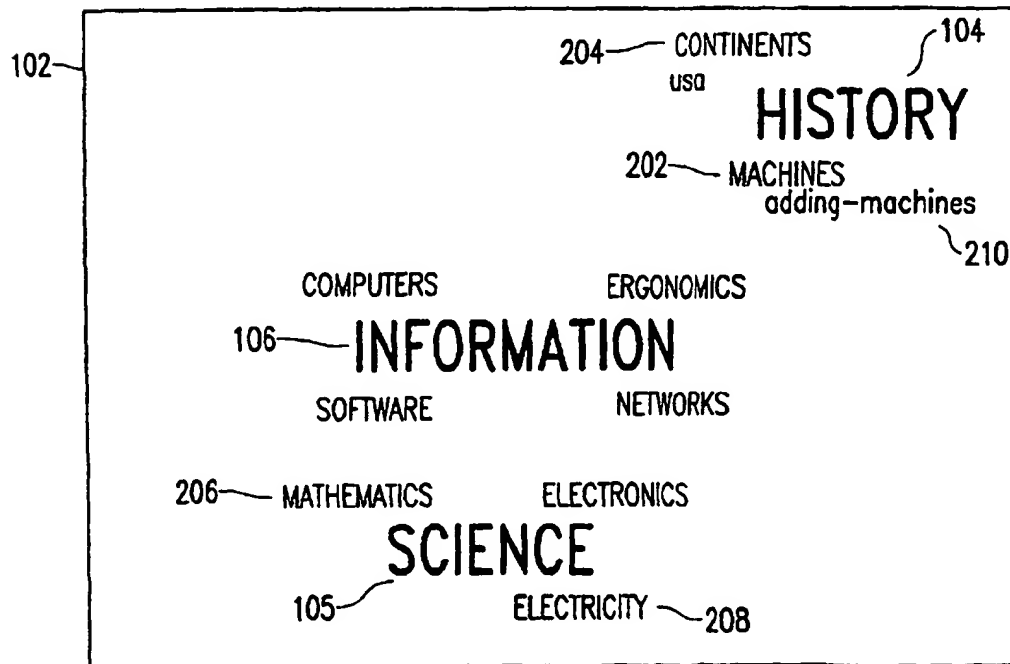 204 CONTINENTS 104
102
usa
HISTORY
202 MACHINES
adding-machines
210
COMPUTERS ERGONOMICS
106 INFORMATION
SOFTWARE NETWORKS
206 MATHEMATICS ELECTRONICS
SCIENCE
105 ELECTRICITY 208